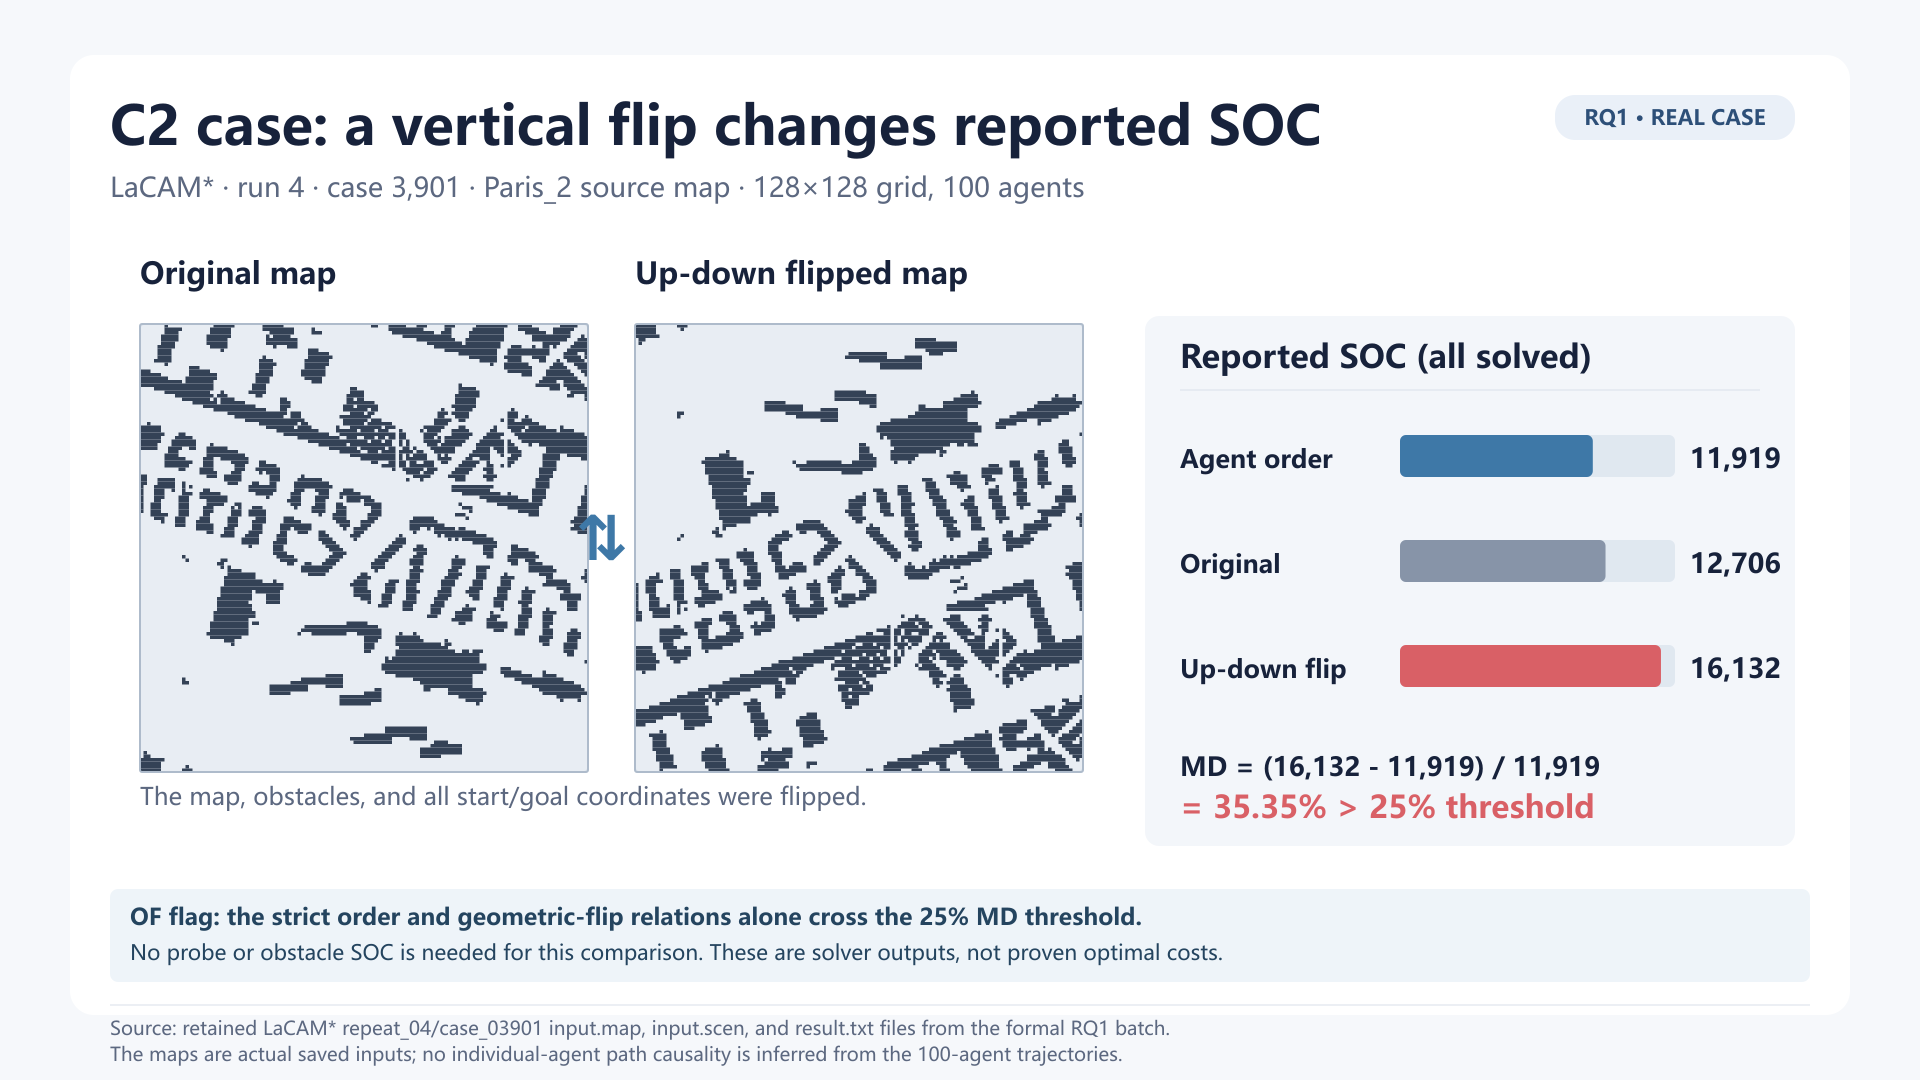 C2 case: a vertical flip changes reported SOC
RQ1 • REAL CASE
LaCAM* · run 4 · case 3,901 · Paris_2 source map · 128×128 grid, 100 agents
Original map
Up-down flipped map
Reported SOC (all solved)
Agent order 11,919
Original 12,706
Up-down flip 16,132
MD = (16,132 - 11,919) / 11,919
= 35.35% > 25% threshold
The map, obstacles, and all start/goal coordinates were flipped.
OF flag: the strict order and geometric-flip relations alone cross the 25% MD threshold.
No probe or obstacle SOC is needed for this comparison. These are solver outputs, not proven optimal costs.
Source: retained LaCAM* repeat_04/case_03901 input.map, input.scen, and result.txt files from the formal RQ1 batch.
The maps are actual saved inputs; no individual-agent path causality is inferred from the 100-agent trajectories.